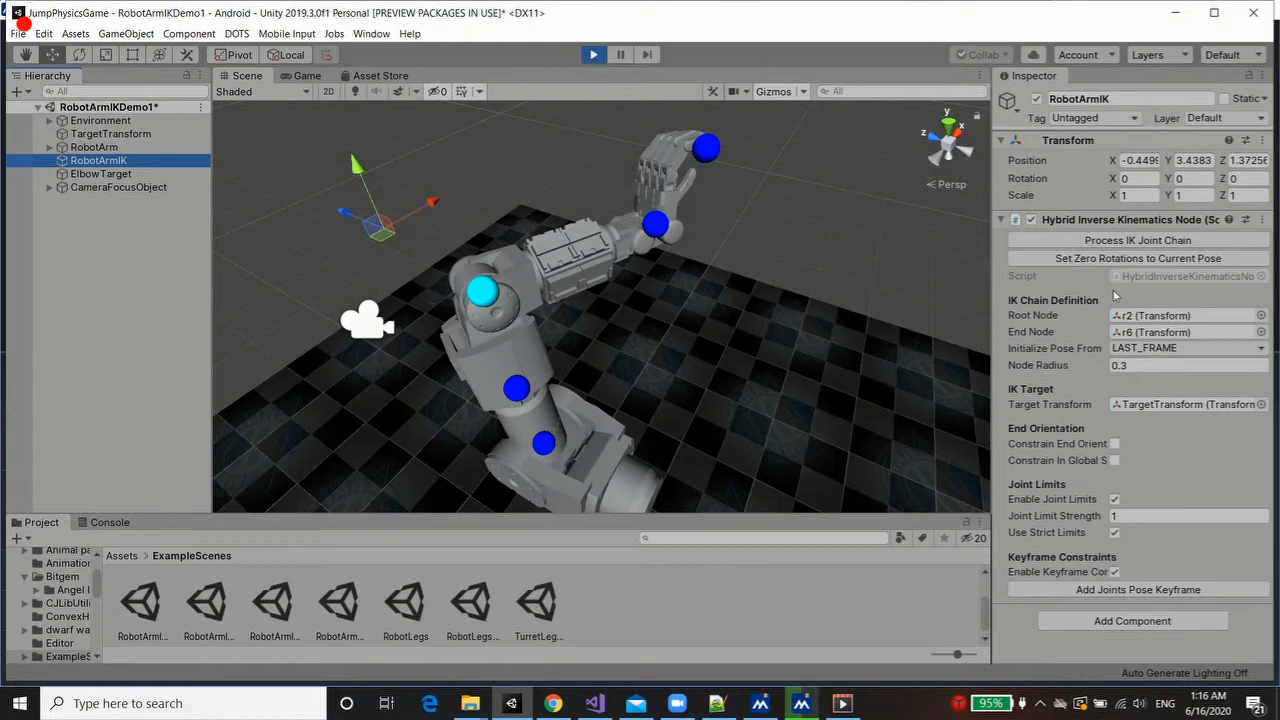 JumpPhysicsGame - RobotArmIKDemo1 - Android - Unity 2019.3.0f1 Personal [PREVIEW PACKAGES IN USE]* <DX11>
File Edit Assets GameObject Component DOTS Mobile Input Jobs Window Help
Pivot Local Collab Account Layers Default
Hierarchy
All
RobotArmIKDemo1*
Environment
TargetTransform
RobotArm
RobotArmIK
ElbowTarget
CameraFocusObject
Scene Game Asset Store
Shaded 2D 0 Gizmos All
y
x
z
Persp
Inspector
RobotArmIK Static
Tag Untagged Layer Default
Transform
Position X -0.4499 Y 3.4383 Z 1.37256
Rotation X 0 Y 0 Z 0
Scale X 1 Y 1 Z 1
Hybrid Inverse Kinematics Node (Sc
Process IK Joint Chain
Set Zero Rotations to Current Pose
Script HybridInverseKinematicsNo
IK Chain Definition
Root Node r2 (Transform)
End Node r6 (Transform)
Initialize Pose From LAST_FRAME
Node Radius 0.3
IK Target
Target Transform TargetTransform (Transform
End Orientation
Constrain End Orient
Constrain In Global S
Joint Limits
Enable Joint Limits
Joint Limit Strength 1
Use Strict Limits
Keyframe Constraints
Enable Keyframe Cor
Add Joints Pose Keyframe
Add Component
Auto Generate Lighting Off
Project Console
20
Animal pa
Animation
Bitgem
Angel I
CJLibUtili
ConvexH
dwarf wa
Editor
ExampleS
Assets > ExampleScenes
RobotArmI... RobotArmI... RobotArmI... RobotArm... RobotLegs RobotLegs... TurretLeg...
Type here to search
95%
ENG
1:16 AM
6/16/2020
21